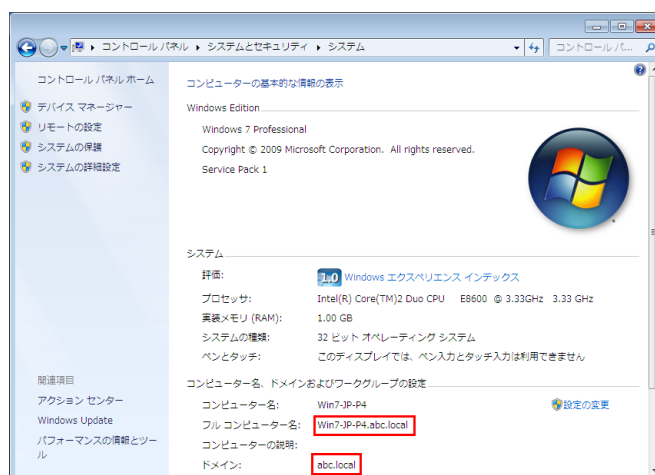 コントロール パネル ▸ システムとセキュリティ ▸ システム
コントロール パ...
コントロール パネル ホーム
デバイス マネージャー
リモートの設定
システムの保護
システムの詳細設定
コンピューターの基本的な情報の表示
Windows Edition
Windows 7 Professional
Copyright © 2009 Microsoft Corporation. All rights reserved.
Service Pack 1
システム
評価: 1.0 Windows エクスペリエンス インデックス
プロセッサ: Intel(R) Core(TM)2 Duo CPU E8600 @ 3.33GHz 3.33 GHz
実装メモリ (RAM): 1.00 GB
システムの種類: 32 ビット オペレーティング システム
ペンとタッチ: このディスプレイでは、ペン入力とタッチ入力は利用できません
コンピューター名、ドメインおよびワークグループの設定
コンピューター名: Win7-JP-P4 設定の変更
フル コンピューター名: Win7-JP-P4.abc.local
コンピューターの説明:
ドメイン: abc.local
関連項目
アクション センター
Windows Update
パフォーマンスの情報とツー
ル